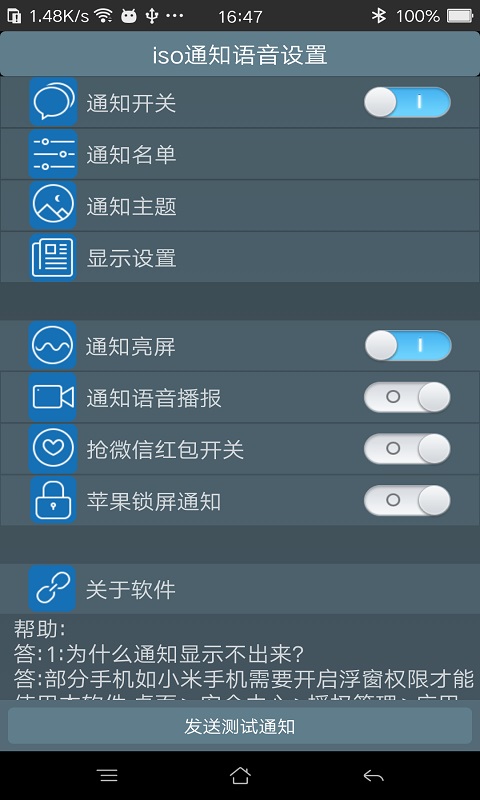 1.48K/s
16:47
100%
iso通知语音设置
通知开关
通知名单
通知主题
显示设置
通知亮屏
通知语音播报
抢微信红包开关
苹果锁屏通知
关于软件
帮助:
答:1:为什么通知显示不出来?
答:部分手机如小米手机需要开启浮窗权限才能
发送测试通知